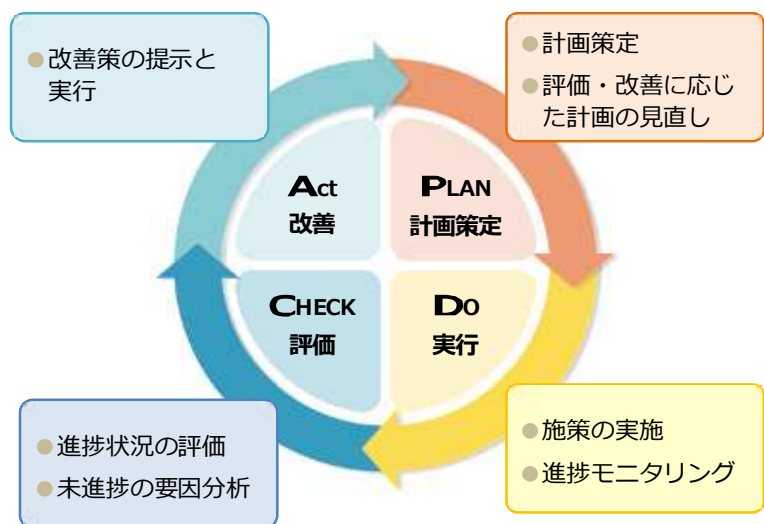 ● 改善策の提示と
実行
● 計画策定
● 評価・改善に応じ
た計画の見直し
Act
改善
PLAN
計画策定
CHECK
評価
Do
実行
● 進捗状況の評価
● 未進捗の要因分析
● 施策の実施
● 進捗モニタリング